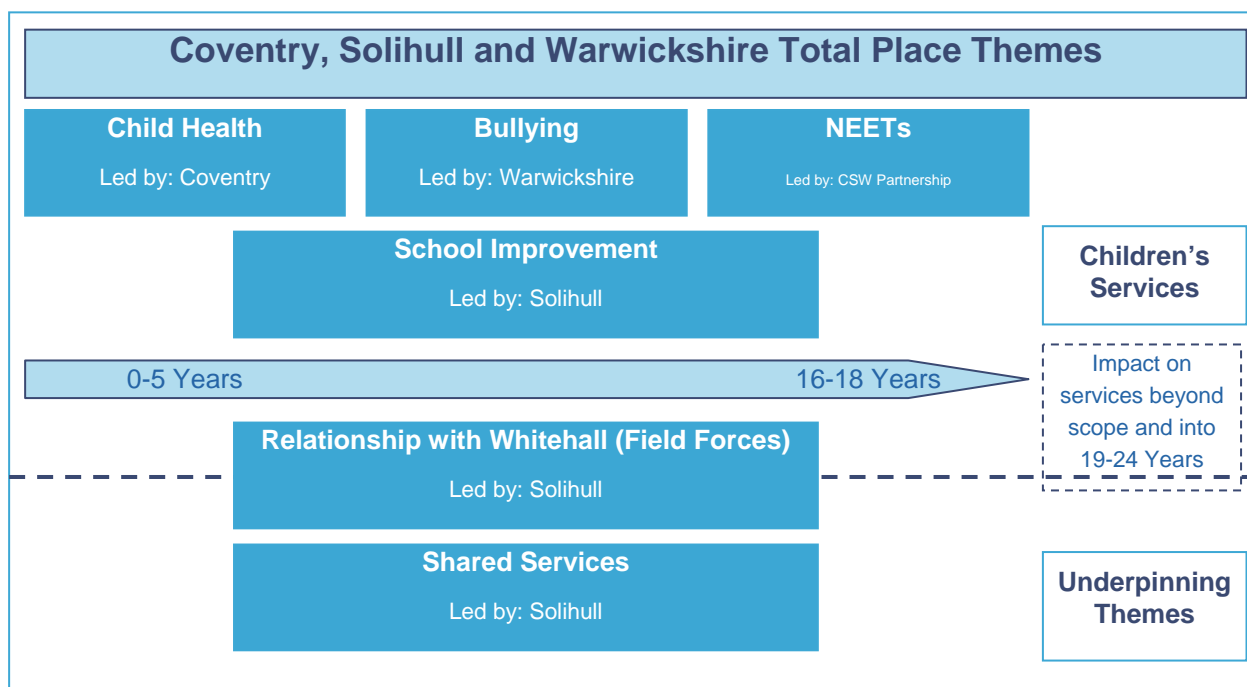 Coventry, Solihull and Warwickshire Total Place Themes
Child Health
Led by: Coventry
Bullying
Led by: Warwickshire
NEETs
Led by: CSW Partnership
School Improvement
Led by: Solihull
Children’s
Services
0-5 Years
16-18 Years
Impact on
services beyond
scope and into
19-24 Years
Relationship with Whitehall (Field Forces)
Led by: Solihull
Shared Services
Led by: Solihull
Underpinning
Themes